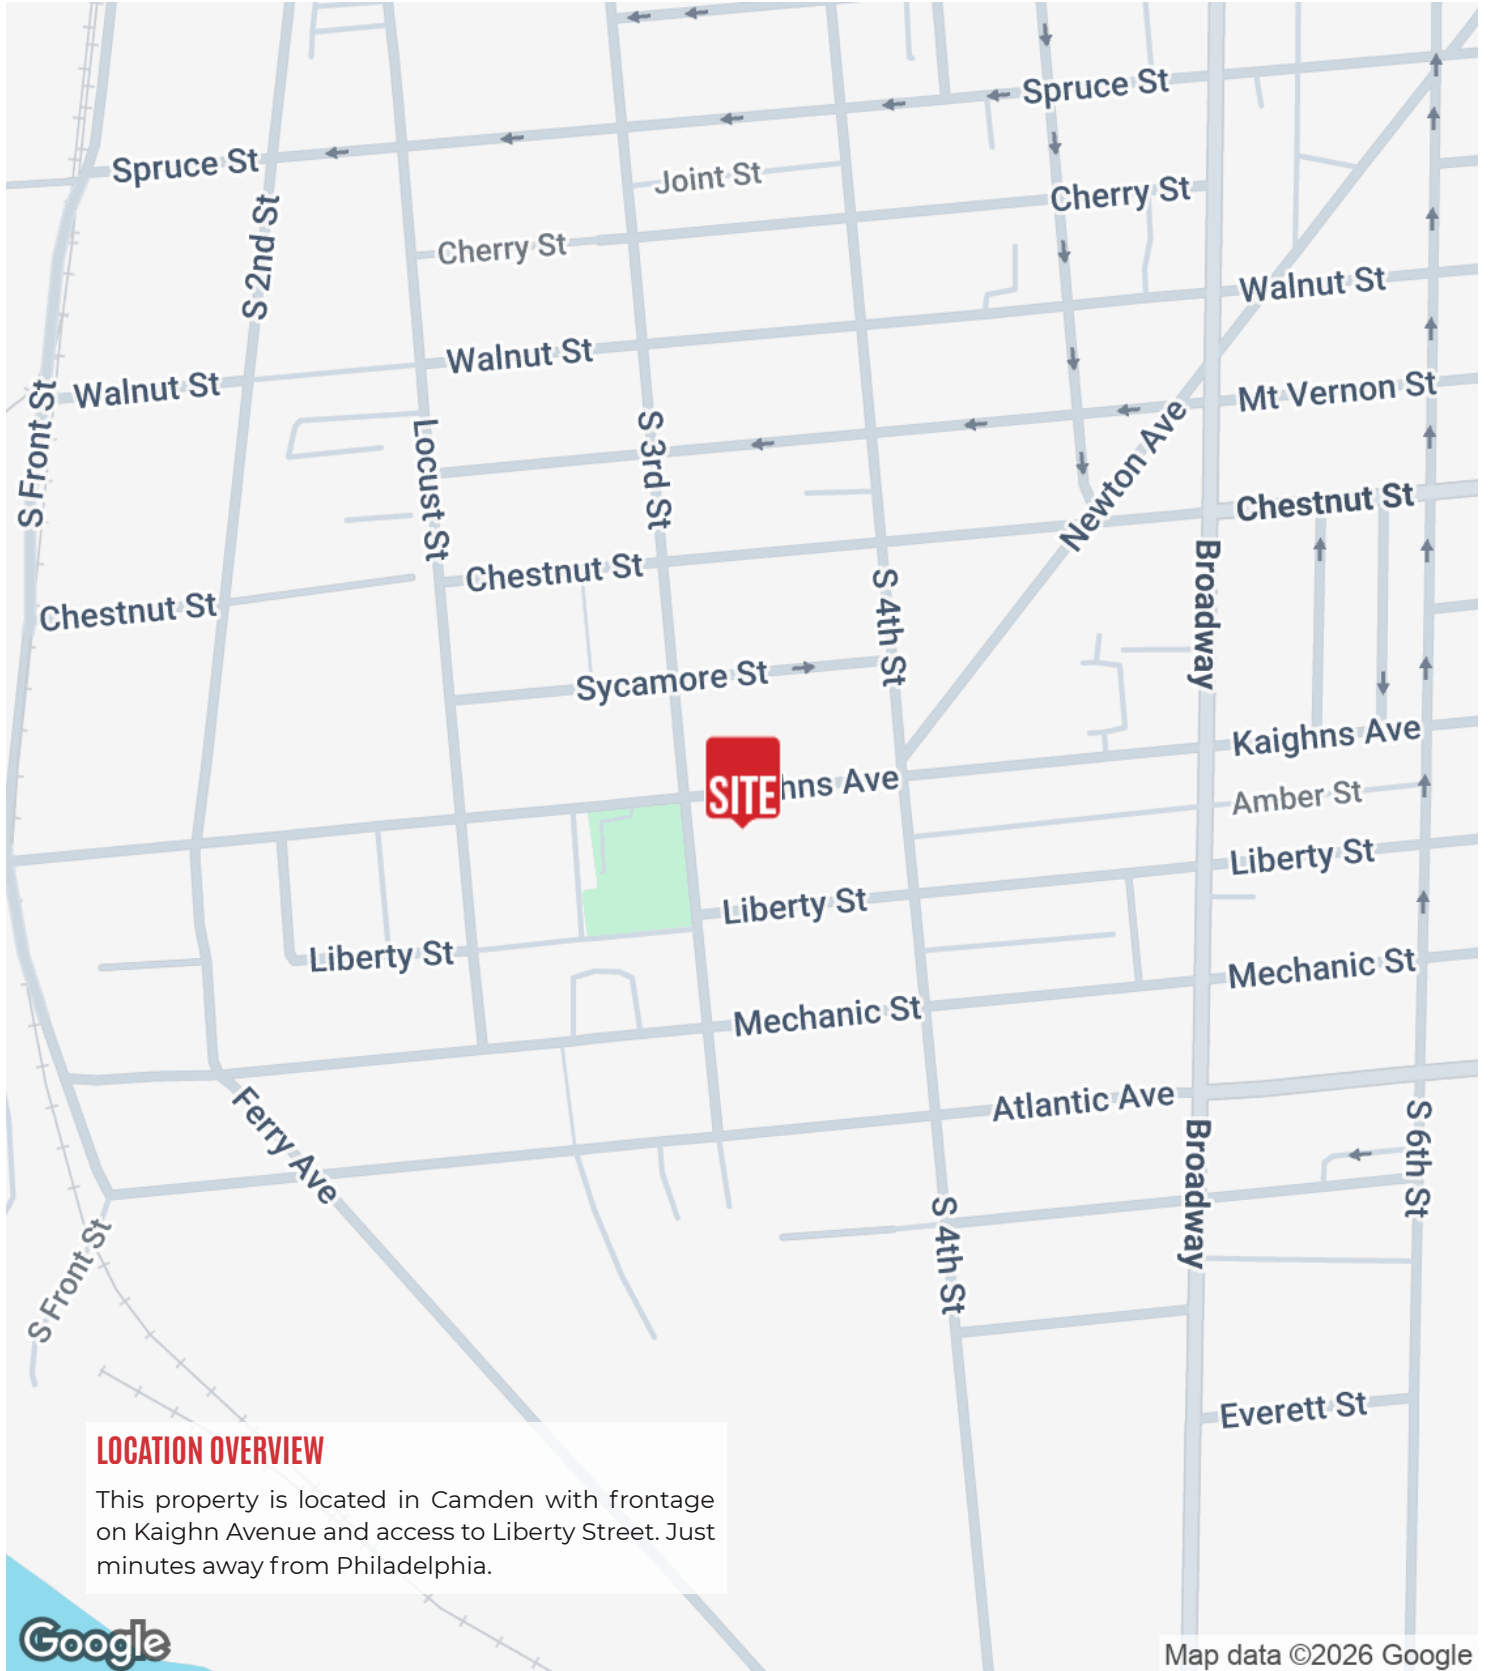 Spruce St
Spruce St
Joint St
Cherry St
Cherry St
S 2nd St
Walnut St
Walnut St
Walnut St
Mt Vernon St
S Front St
Locust St
S 3rd St
Newton Ave
Chestnut St
Chestnut St
Chestnut St
S 4th St
Broadway
Sycamore St
Kaighns Ave
SITE
hns Ave
Amber St
Liberty St
Liberty St
Liberty St
Mechanic St
Mechanic St
Atlantic Ave
Ferry Ave
S 6th St
Broadway
S Front St
S 4th St
Everett St
LOCATION OVERVIEW
This property is located in Camden with frontage
on Kaighn Avenue and access to Liberty Street. Just
minutes away from Philadelphia.
Google
Map data ©2026 Google